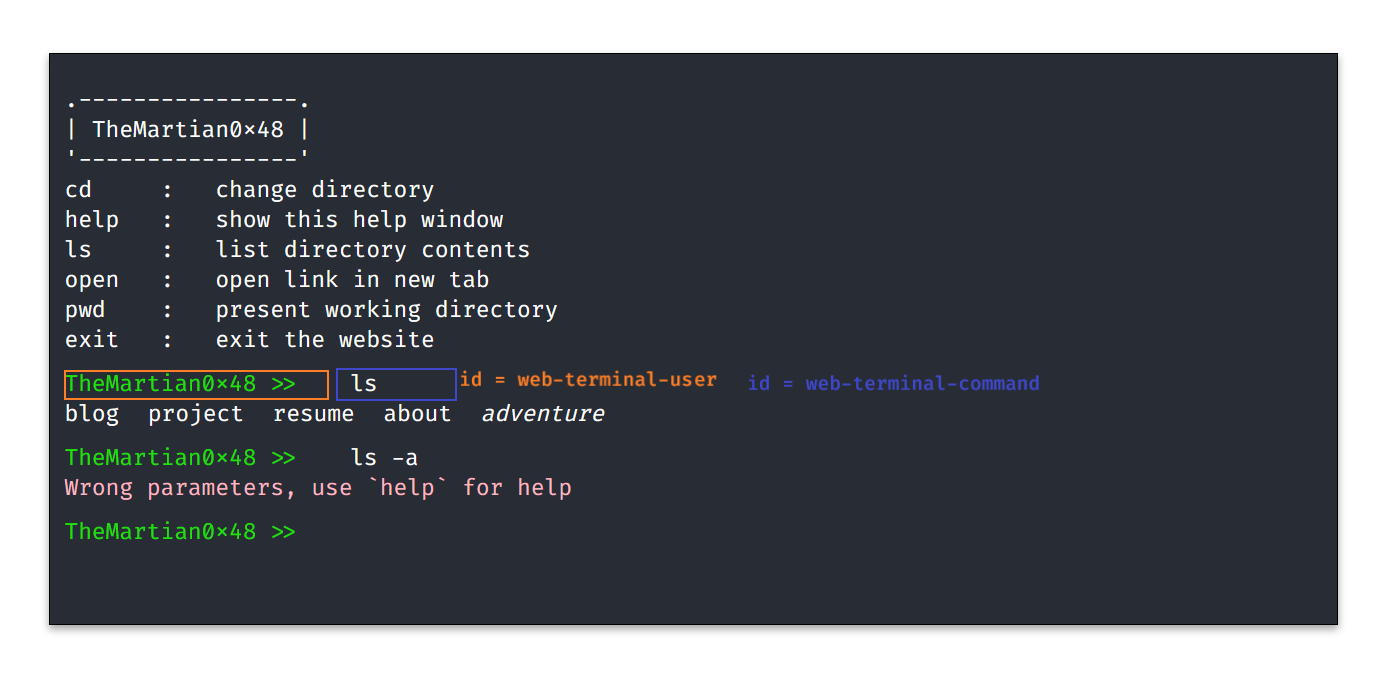 .----------------.
| TheMartian0×48 |
'----------------'
cd : change directory
help : show this help window
ls : list directory contents
open : open link in new tab
pwd : present working directory
exit : exit the website
TheMartian0×48 >> ls id = web-terminal-user id = web-terminal-command
blog project resume about adventure
TheMartian0×48 >> ls -a
Wrong parameters, use `help` for help
TheMartian0×48 >>